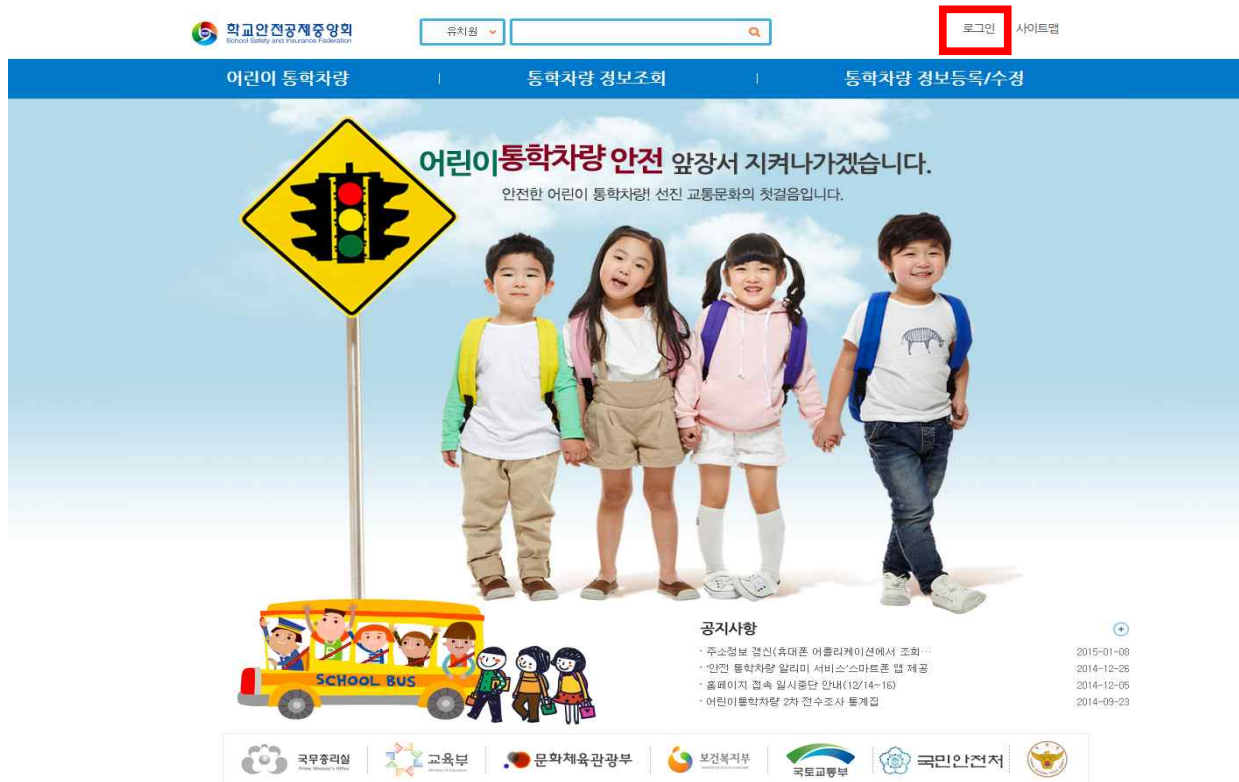 학교안전공제중앙회
School Safety and Insurance Federation
유치원
로그인
사이트맵
어린이 통학차량
통학차량 정보조회
통학차량 정보등록/수정
어린이통학차량 안전 앞장서 지켜나가겠습니다.
안전한 어린이 통학차량! 선진 교통문화의 첫걸음입니다.
SCHOOL BUS
공지사항
· 주소정보 갱신(휴대폰 어플리케이션에서 조회… 2015-01-08
· '안전 통학차량 알리미 서비스'스마트폰 앱 제공 2014-12-26
· 홈페이지 접속 일시중단 안내(12/14~16) 2014-12-05
· 어린이통학차량 2차 전수조사 통계집 2014-09-23
국무총리실
Prime Minister's Office
교육부
Ministry of Education
문화체육관광부
보건복지부
국토교통부
국민안전처